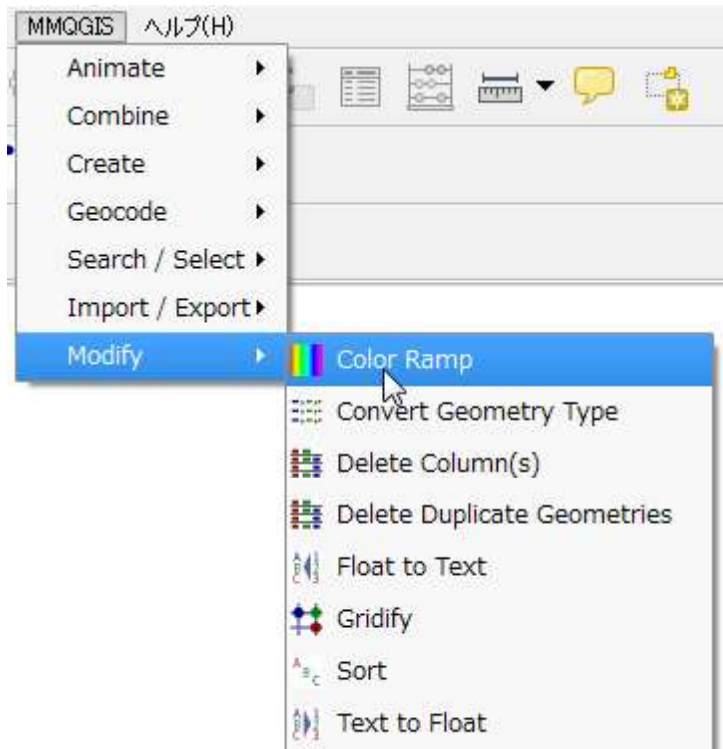 MMQGIS ヘルプ(H)
Animate
Combine
Create
Geocode
Search / Select
Import / Export
Modify
Color Ramp
Convert Geometry Type
Delete Column(s)
Delete Duplicate Geometries
Float to Text
Gridify
Sort
Text to Float